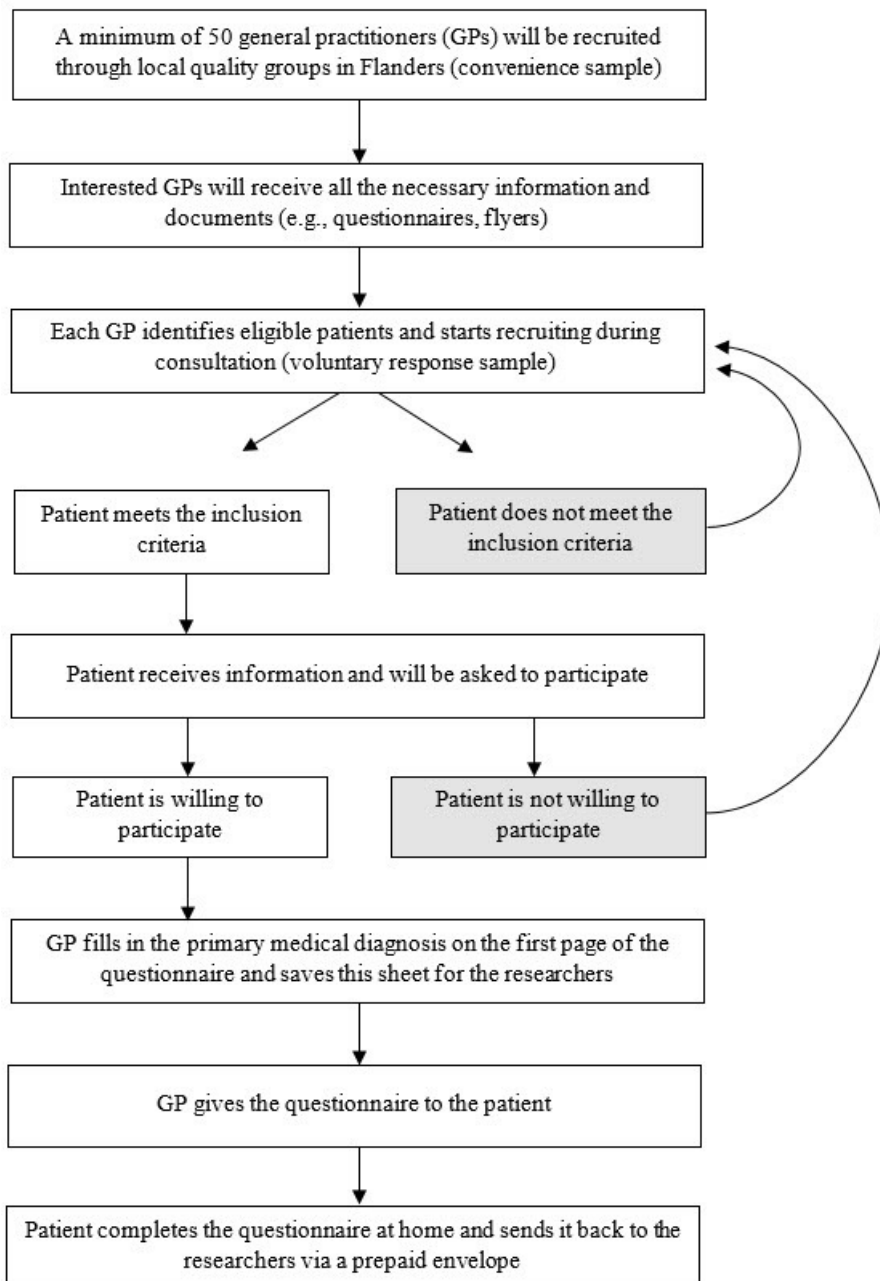 A minimum of 50 general practitioners (GPs) will be recruited
through local quality groups in Flanders (convenience sample)
Interested GPs will receive all the necessary information and
documents (e.g., questionnaires, flyers)
Each GP identifies eligible patients and starts recruiting during
consultation (voluntary response sample)
Patient meets the inclusion
criteria
Patient does not meet the
inclusion criteria
Patient receives information and will be asked to participate
Patient is willing to
participate
Patient is not willing to
participate
GP fills in the primary medical diagnosis on the first page of the
questionnaire and saves this sheet for the researchers
GP gives the questionnaire to the patient
Patient completes the questionnaire at home and sends it back to the
researchers via a prepaid envelope